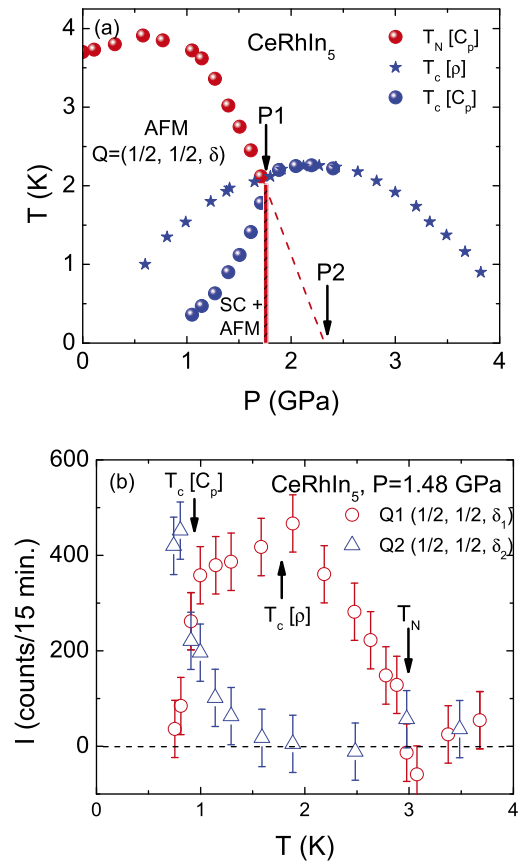 (a)
CeRhIn5
TN [Cp]
Tc [ρ]
Tc [Cp]
AFM
Q=(1/2, 1/2, δ)
P1
P2
SC +
AFM
T (K)
4
3
2
1
0
0 1 2 3 4
P (GPa)
(b)
Tc [Cp]
CeRhIn5, P=1.48 GPa
Q1 (1/2, 1/2, δ1)
Q2 (1/2, 1/2, δ2)
Tc [ρ]
TN
I (counts/15 min.)
600
400
200
0
0 1 2 3 4
T (K)